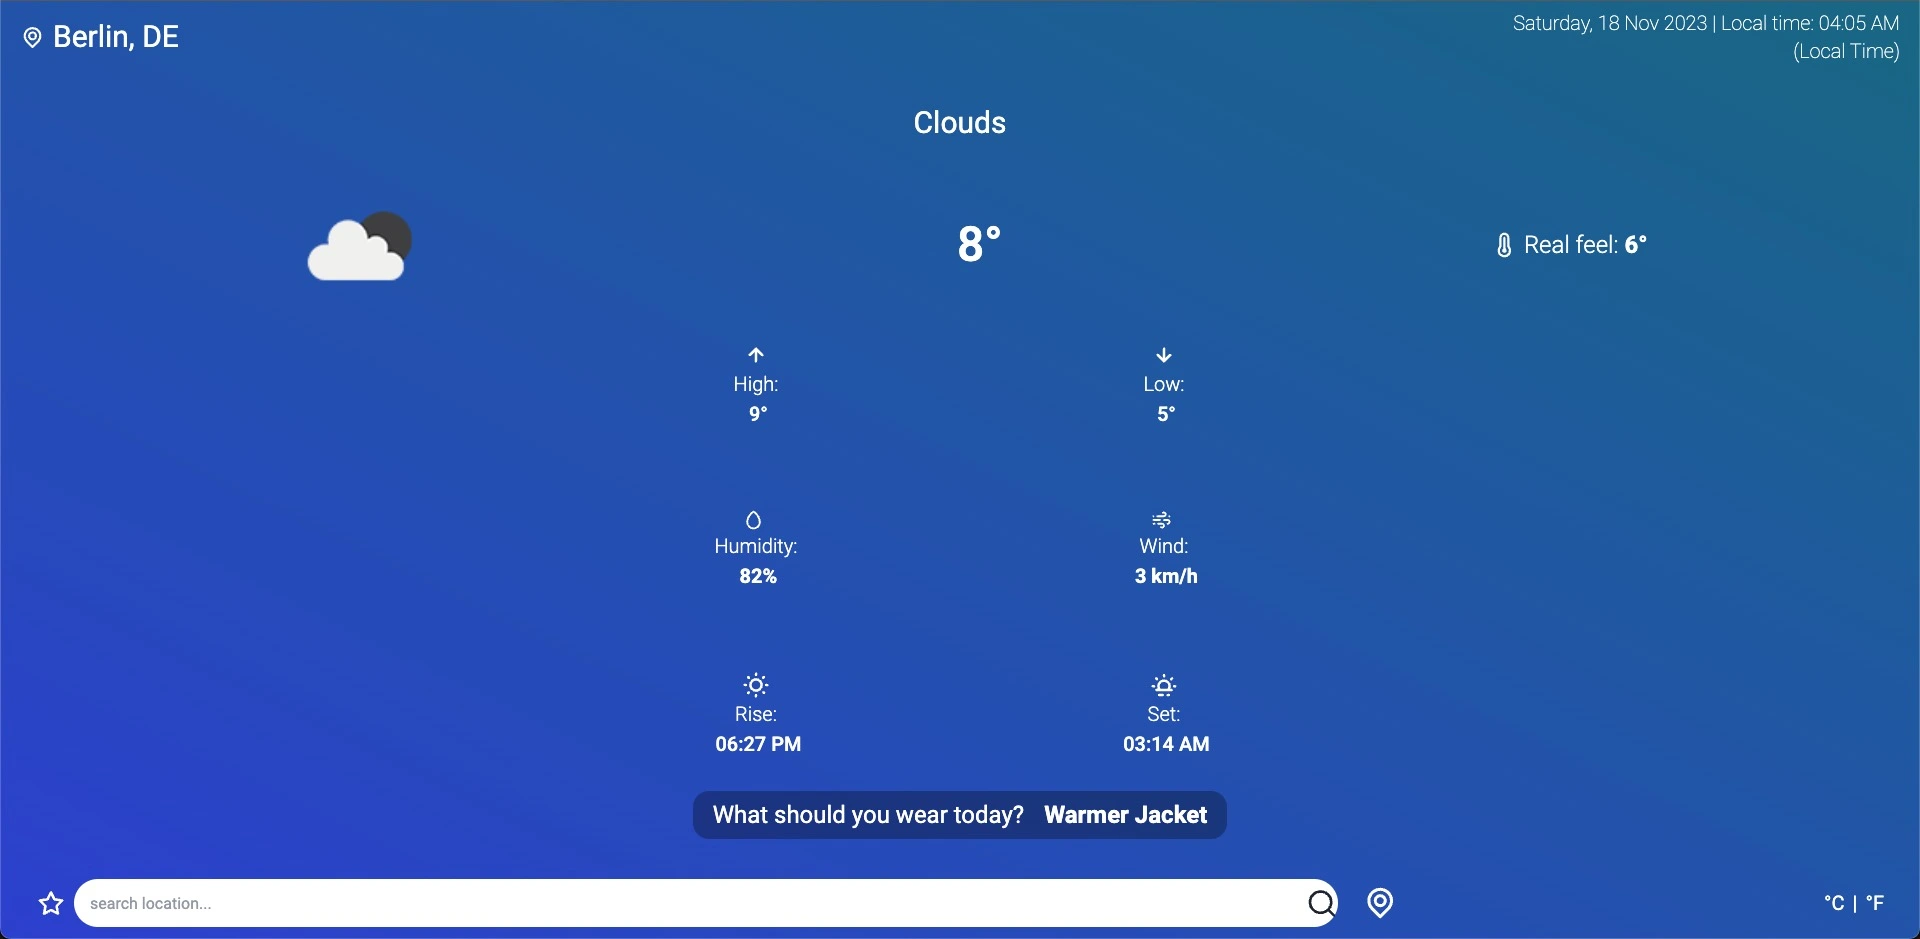 Berlin, DE
Saturday, 18 Nov 2023 | Local time: 04:05 AM
(Local Time)
Clouds
8°
Real feel: 6°
High:
9°
Low:
5°
Humidity:
82%
Wind:
3 km/h
Rise:
06:27 PM
Set:
03:14 AM
What should you wear today? Warmer Jacket
search location...
°C | °F